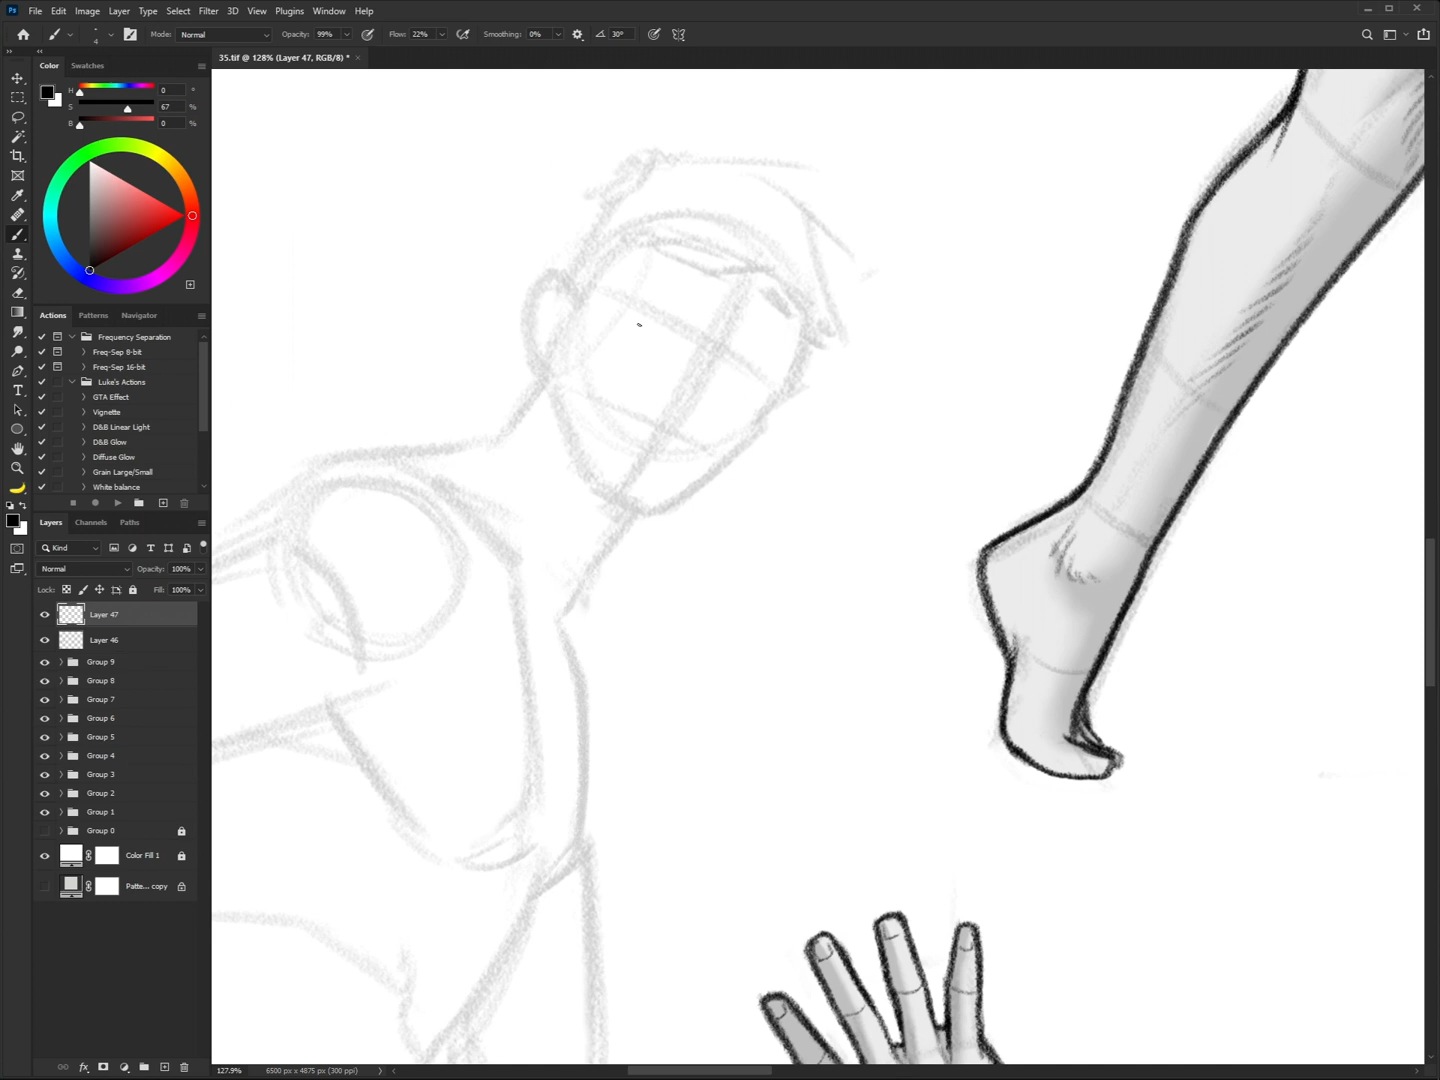 File Edit Image Layer Type Select Filter 3D View Plugins Window Help
4 Mode: Normal Opacity: 99% Flow: 22% Smoothing: 0% 30°
35.tif @ 128% (Layer 47, RGB/8) * ×
Color Swatches
H 0 °
S 67 %
B 0 %
Actions Patterns Navigator
Frequency Separation
Freq-Sep 8-bit
Freq-Sep 16-bit
Luke's Actions
GTA Effect
Vignette
D&B Linear Light
D&B Glow
Diffuse Glow
Grain Large/Small
White balance
Layers Channels Paths
Kind
Normal Opacity: 100%
Lock: Fill: 100%
Layer 47
Layer 46
Group 9
Group 8
Group 7
Group 6
Group 5
Group 4
Group 3
Group 2
Group 1
Group 0
Color Fill 1
Patte... copy
fx
127.9% 6500 px x 4875 px (300 ppi)